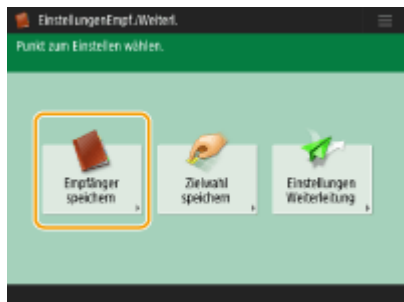 EinstellungenEmpf./Weiterl.
Punkt zum Einstellen wählen.
Empfänger
speichern
Zielwahl
speichern
Einstellungen
Weiterleitung